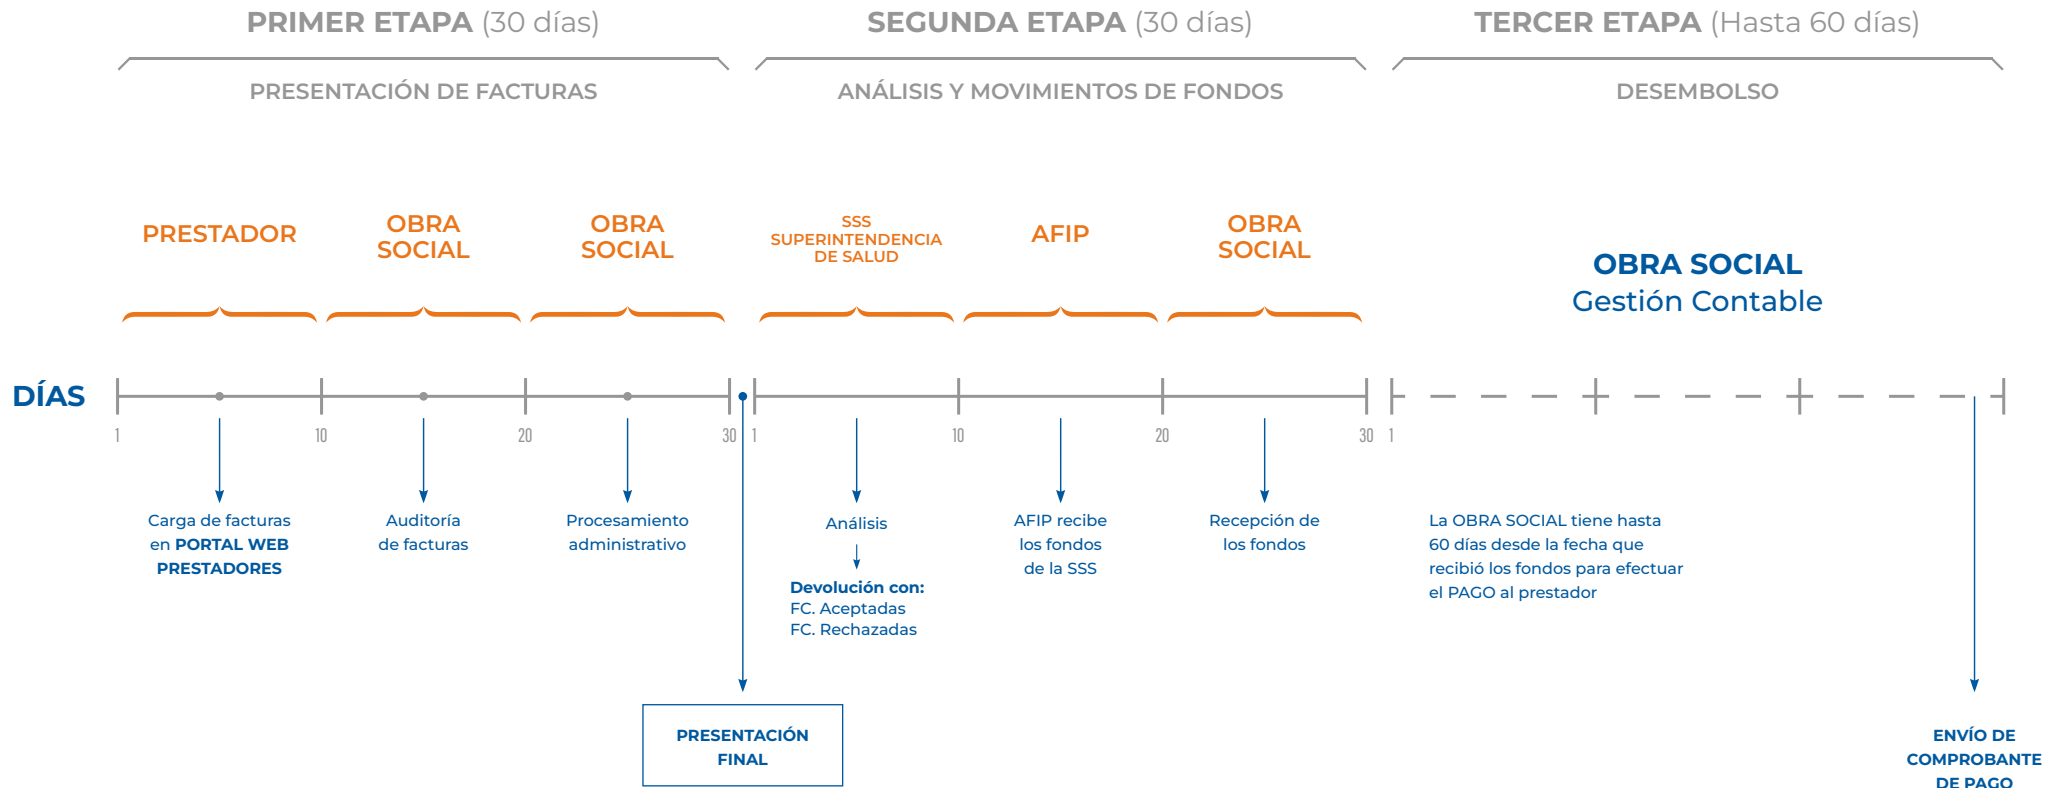 PRIMER ETAPA (30 días)
SEGUNDA ETAPA (30 días)
TERCER ETAPA (Hasta 60 días)
PRESENTACIÓN DE FACTURAS
ANÁLISIS Y MOVIMIENTOS DE FONDOS
DESEMBOLSO
PRESTADOR
OBRA
SOCIAL
OBRA
SOCIAL
SSS
SUPERINTENDENCIA
DE SALUD
AFIP
OBRA
SOCIAL
OBRA SOCIAL
Gestión Contable
DÍAS
1
10
20
30
1
10
20
30
1
Carga de facturas
en PORTAL WEB
PRESTADORES
Auditoría
de facturas
Procesamiento
administrativo
Análisis
Devolución con:
FC. Aceptadas
FC. Rechazadas
AFIP recibe
los fondos
de la SSS
Recepción de
los fondos
La OBRA SOCIAL tiene hasta
60 días desde la fecha que
recibió los fondos para efectuar
el PAGO al prestador
PRESENTACIÓN
FINAL
ENVÍO DE
COMPROBANTE
DE PAGO